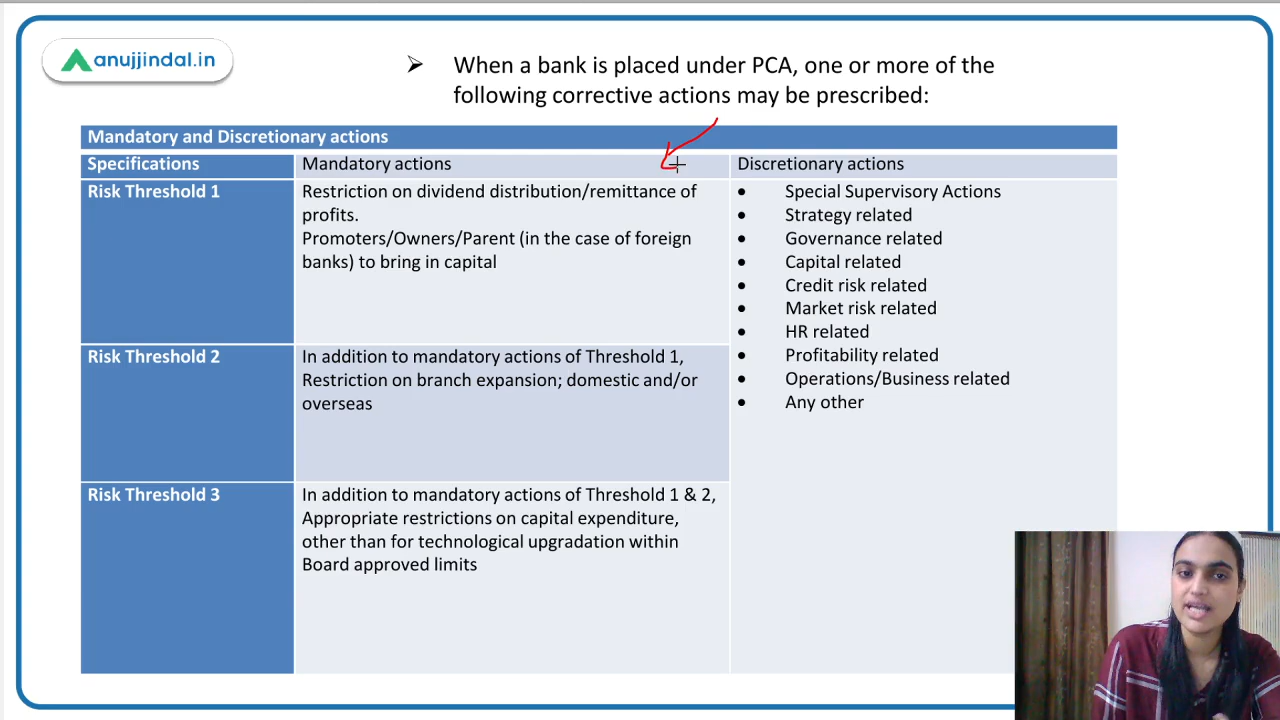 anujjindal.in
When a bank is placed under PCA, one or more of the
following corrective actions may be prescribed:
Mandatory and Discretionary actions
Specifications
Mandatory actions
Discretionary actions
Risk Threshold 1
Restriction on dividend distribution/remittance of
profits.
Promoters/Owners/Parent (in the case of foreign
banks) to bring in capital
• Special Supervisory Actions
• Strategy related
• Governance related
• Capital related
• Credit risk related
• Market risk related
• HR related
• Profitability related
• Operations/Business related
• Any other
Risk Threshold 2
In addition to mandatory actions of Threshold 1,
Restriction on branch expansion; domestic and/or
overseas
Risk Threshold 3
In addition to mandatory actions of Threshold 1 & 2,
Appropriate restrictions on capital expenditure,
other than for technological upgradation within
Board approved limits